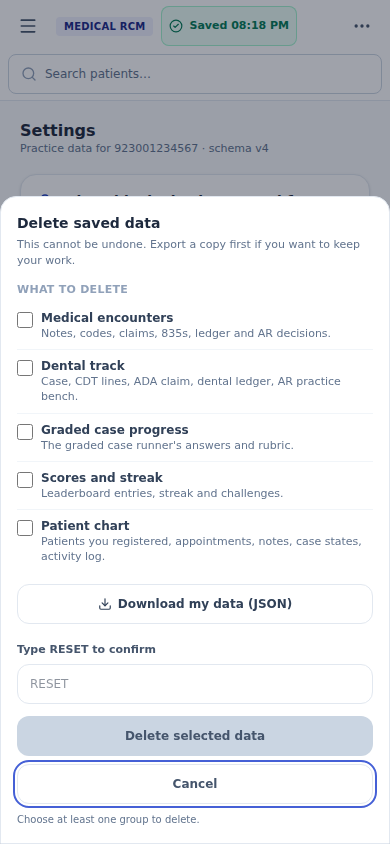 MEDICAL RCM
Saved 08:18 PM
Search patients...
Settings
Practice data for 923001234567 · schema v4
Delete saved data
This cannot be undone. Export a copy first if you want to keep
your work.
WHAT TO DELETE
Medical encounters
Notes, codes, claims, 835s, ledger and AR decisions.
Dental track
Case, CDT lines, ADA claim, dental ledger, AR practice
bench.
Graded case progress
The graded case runner's answers and rubric.
Scores and streak
Leaderboard entries, streak and challenges.
Patient chart
Patients you registered, appointments, notes, case states,
activity log.
Download my data (JSON)
Type RESET to confirm
RESET
Delete selected data
Cancel
Choose at least one group to delete.